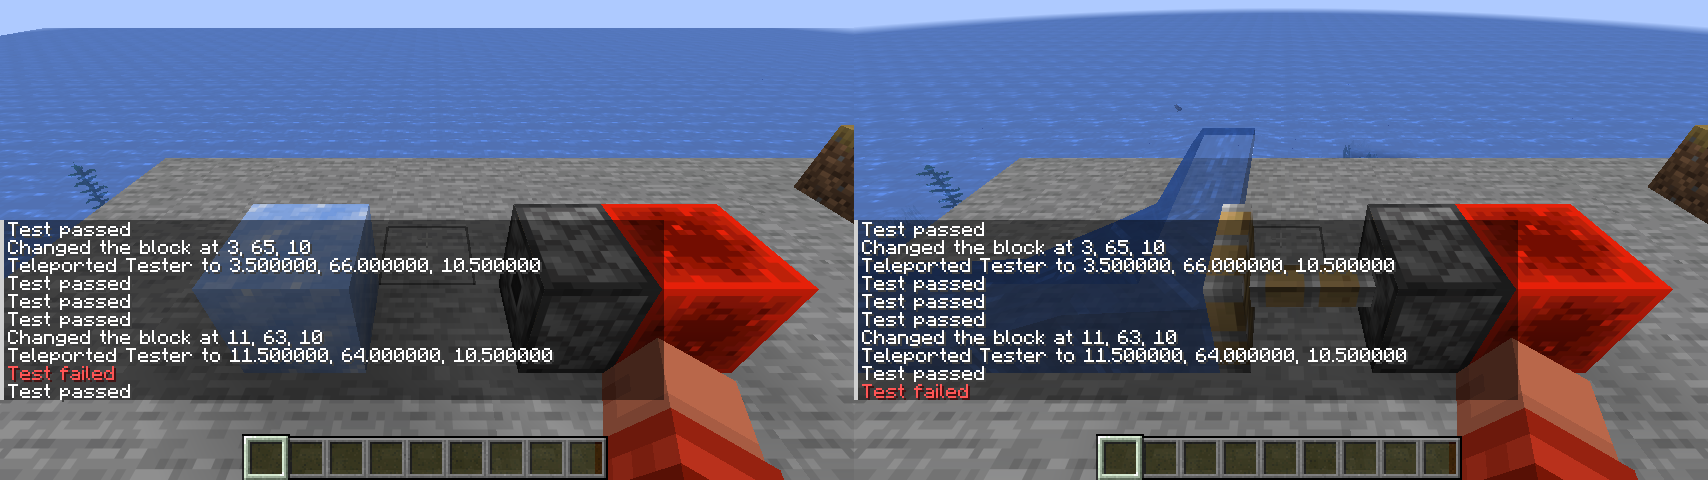 Test passed
Changed the block at 3, 65, 10
Teleported Tester to 3.500000, 66.000000, 10.500000
Test passed
Test passed
Test passed
Changed the block at 11, 63, 10
Teleported Tester to 11.500000, 64.000000, 10.500000
Test failed
Test passed
Test passed
Changed the block at 3, 65, 10
Teleported Tester to 3.500000, 66.000000, 10.500000
Test passed
Test passed
Test passed
Changed the block at 11, 63, 10
Teleported Tester to 11.500000, 64.000000, 10.500000
Test passed
Test failed